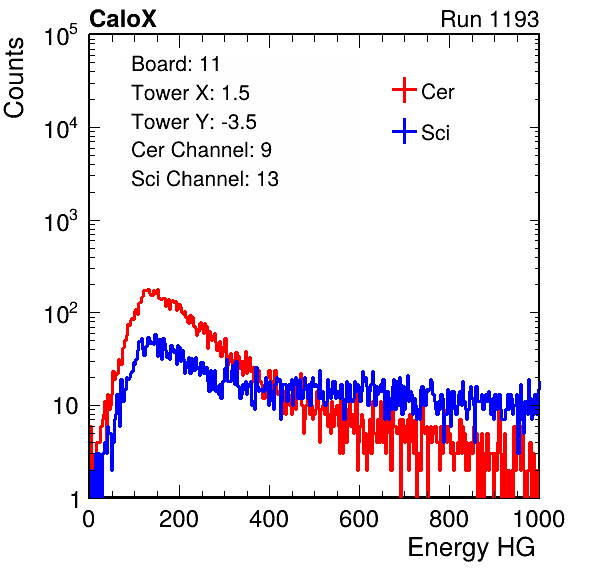 CaloX
Run 1193
Counts
10^5
10^4
10^3
10^2
10
1
Board: 11
Tower X: 1.5
Tower Y: -3.5
Cer Channel: 9
Sci Channel: 13
Cer
Sci
0 200 400 600 800 1000
Energy HG